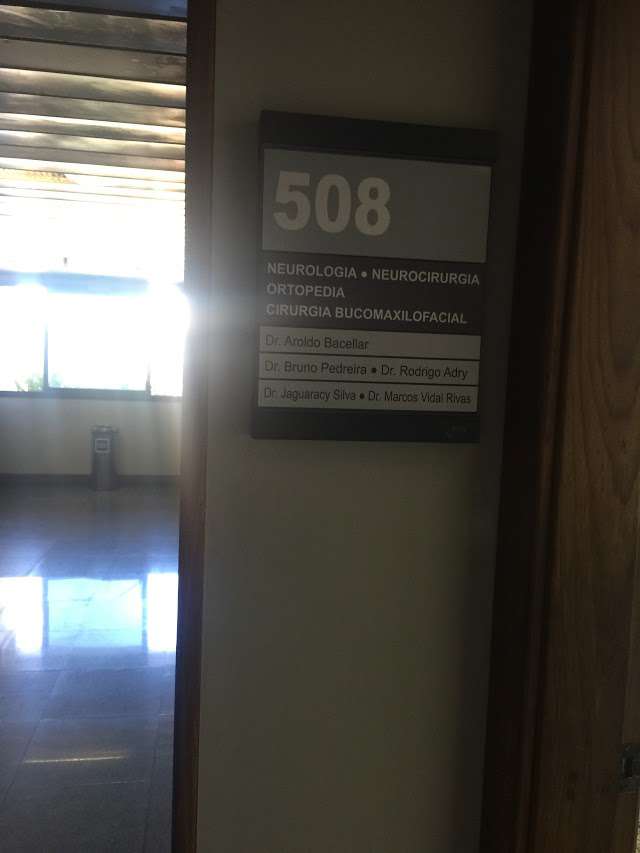 508
NEUROLOGIA • NEUROCIRURGIA
ORTOPEDIA
CIRURGIA BUCOMAXILOFACIAL
Dr. Aroldo Bacellar
Dr. Bruno Pedreira • Dr. Rodrigo Adry
Dr. Jaguaracy Silva • Dr. Marcos Vidal Rivas